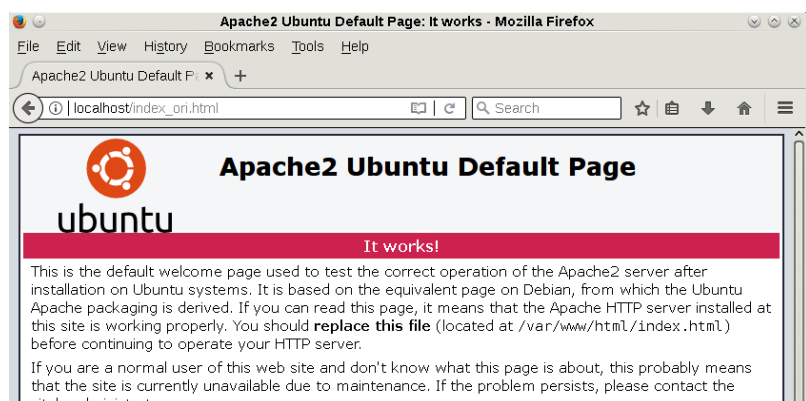 Apache2 Ubuntu Default Page: It works - Mozilla Firefox
File Edit View History Bookmarks Tools Help
Apache2 Ubuntu Default Pa
localhost/index_ori.html Search
ubuntu
Apache2 Ubuntu Default Page
It works!
This is the default welcome page used to test the correct operation of the Apache2 server after
installation on Ubuntu systems. It is based on the equivalent page on Debian, from which the Ubuntu
Apache packaging is derived. If you can read this page, it means that the Apache HTTP server installed at
this site is working properly. You should replace this file (located at /var/www/html/index.html)
before continuing to operate your HTTP server.
If you are a normal user of this web site and don't know what this page is about, this probably means
that the site is currently unavailable due to maintenance. If the problem persists, please contact the